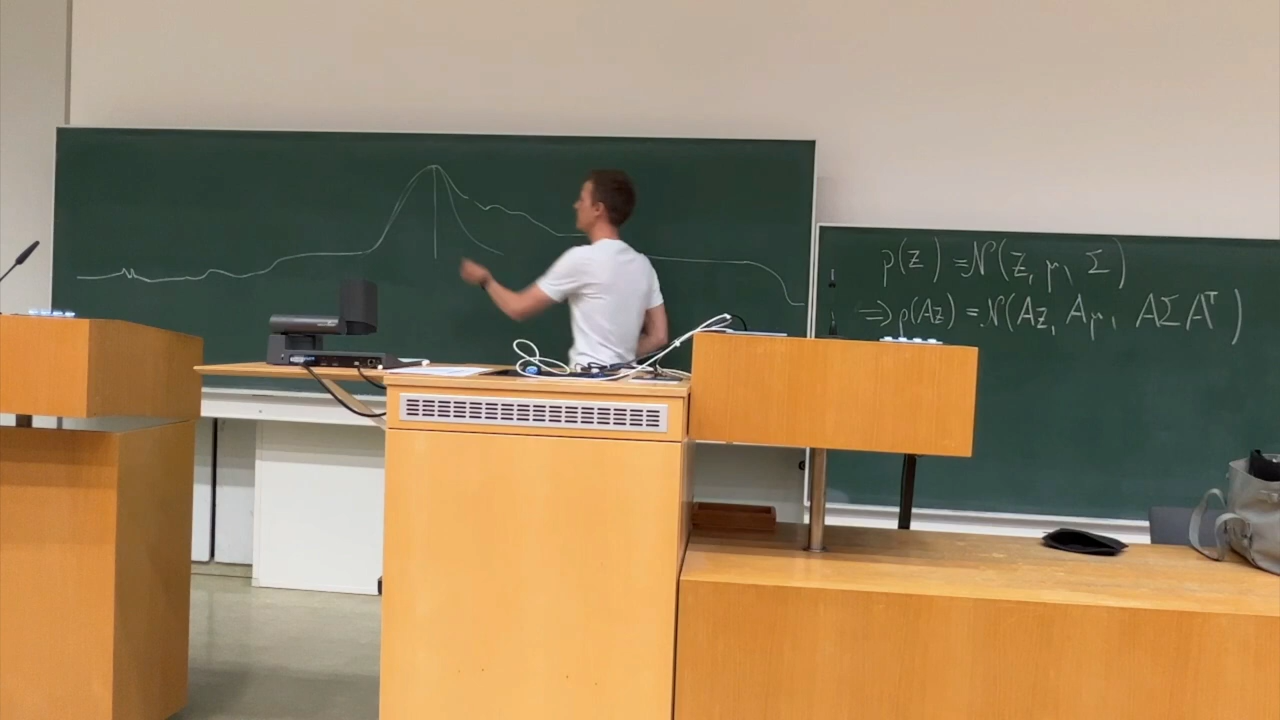 p(z) = N(z, μ, Σ)
⇒ p(Az) = N(Az, Aμ, AΣAᵀ)